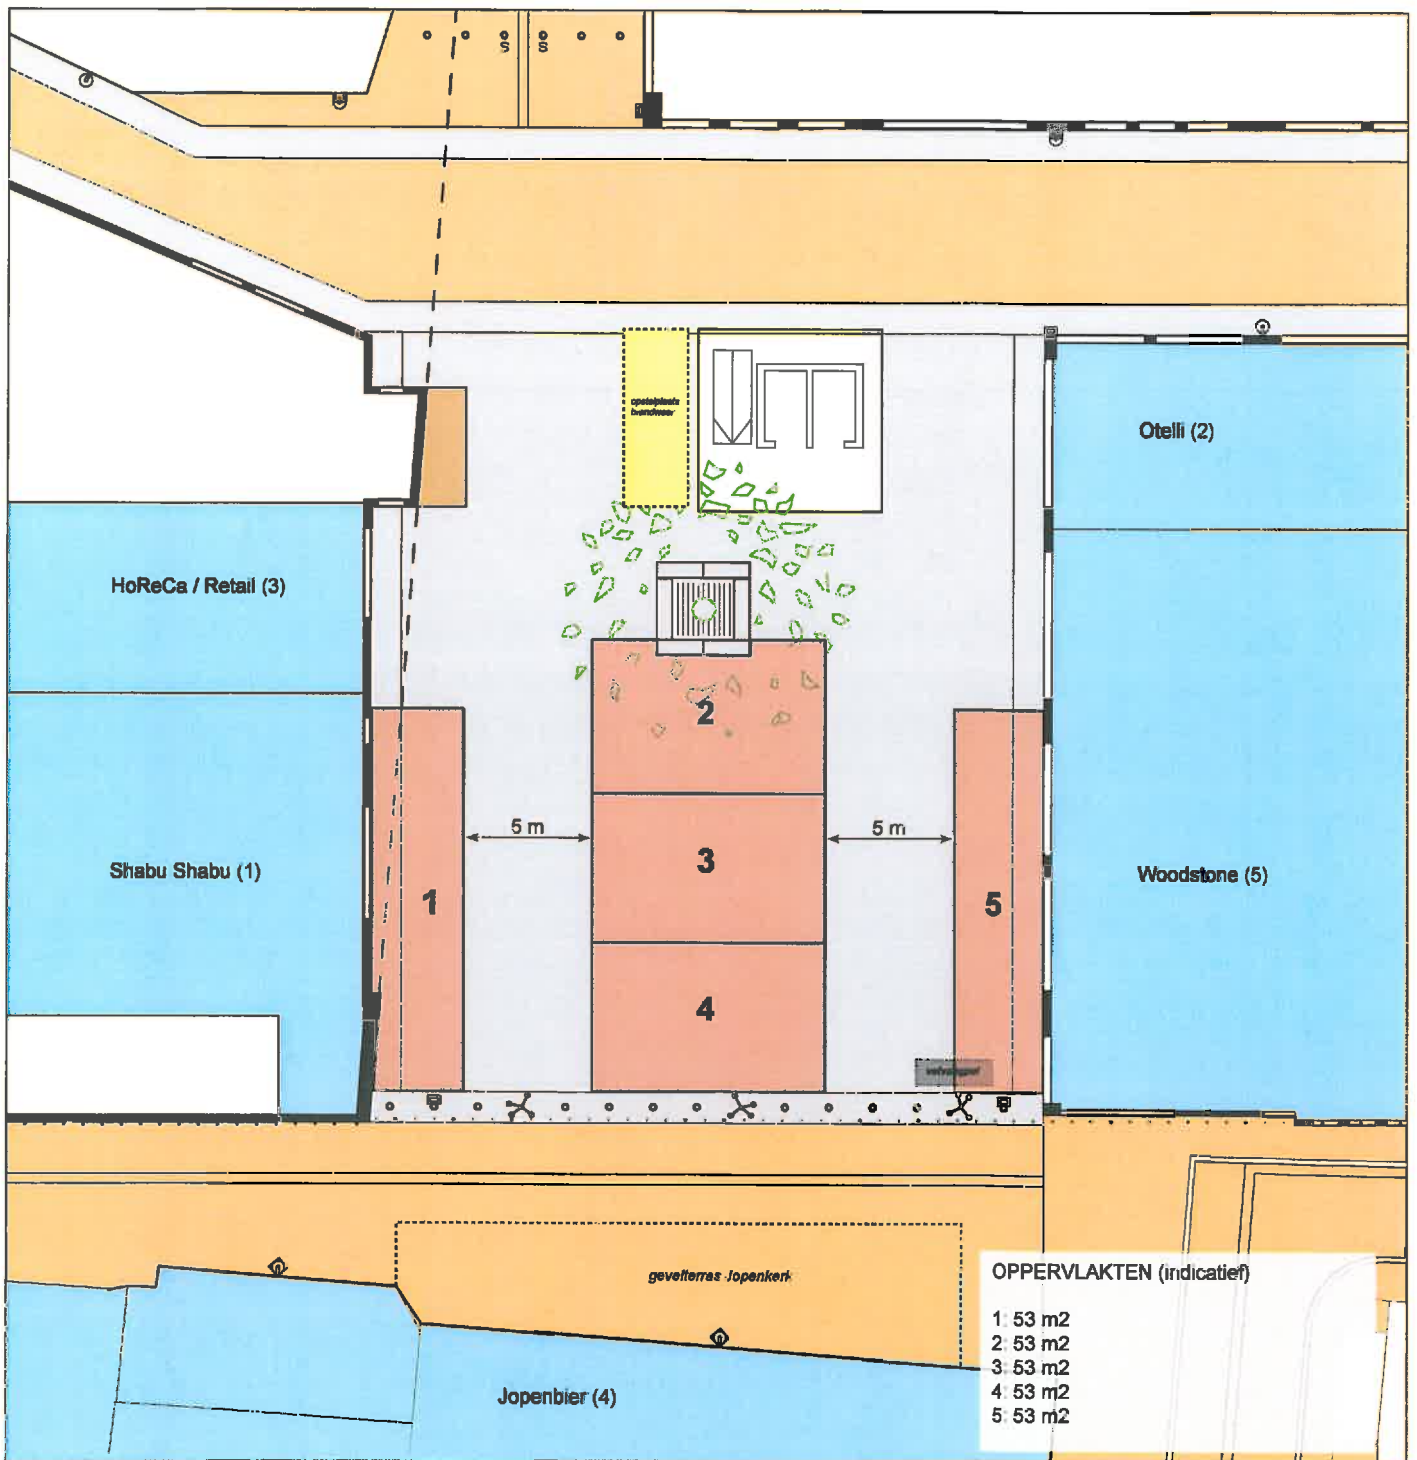 S S
opstelplaats
brandweer
Otelli (2)
HoReCa / Retail (3)
2
5 m
5 m
3
Shabu Shabu (1)
Woodstone (5)
1
5
4
gevelterras Jopenkerk
OPPERVLAKTEN (indicatief)
1: 53 m2
2: 53 m2
3: 53 m2
4: 53 m2
5: 53 m2
Jopenbier (4)